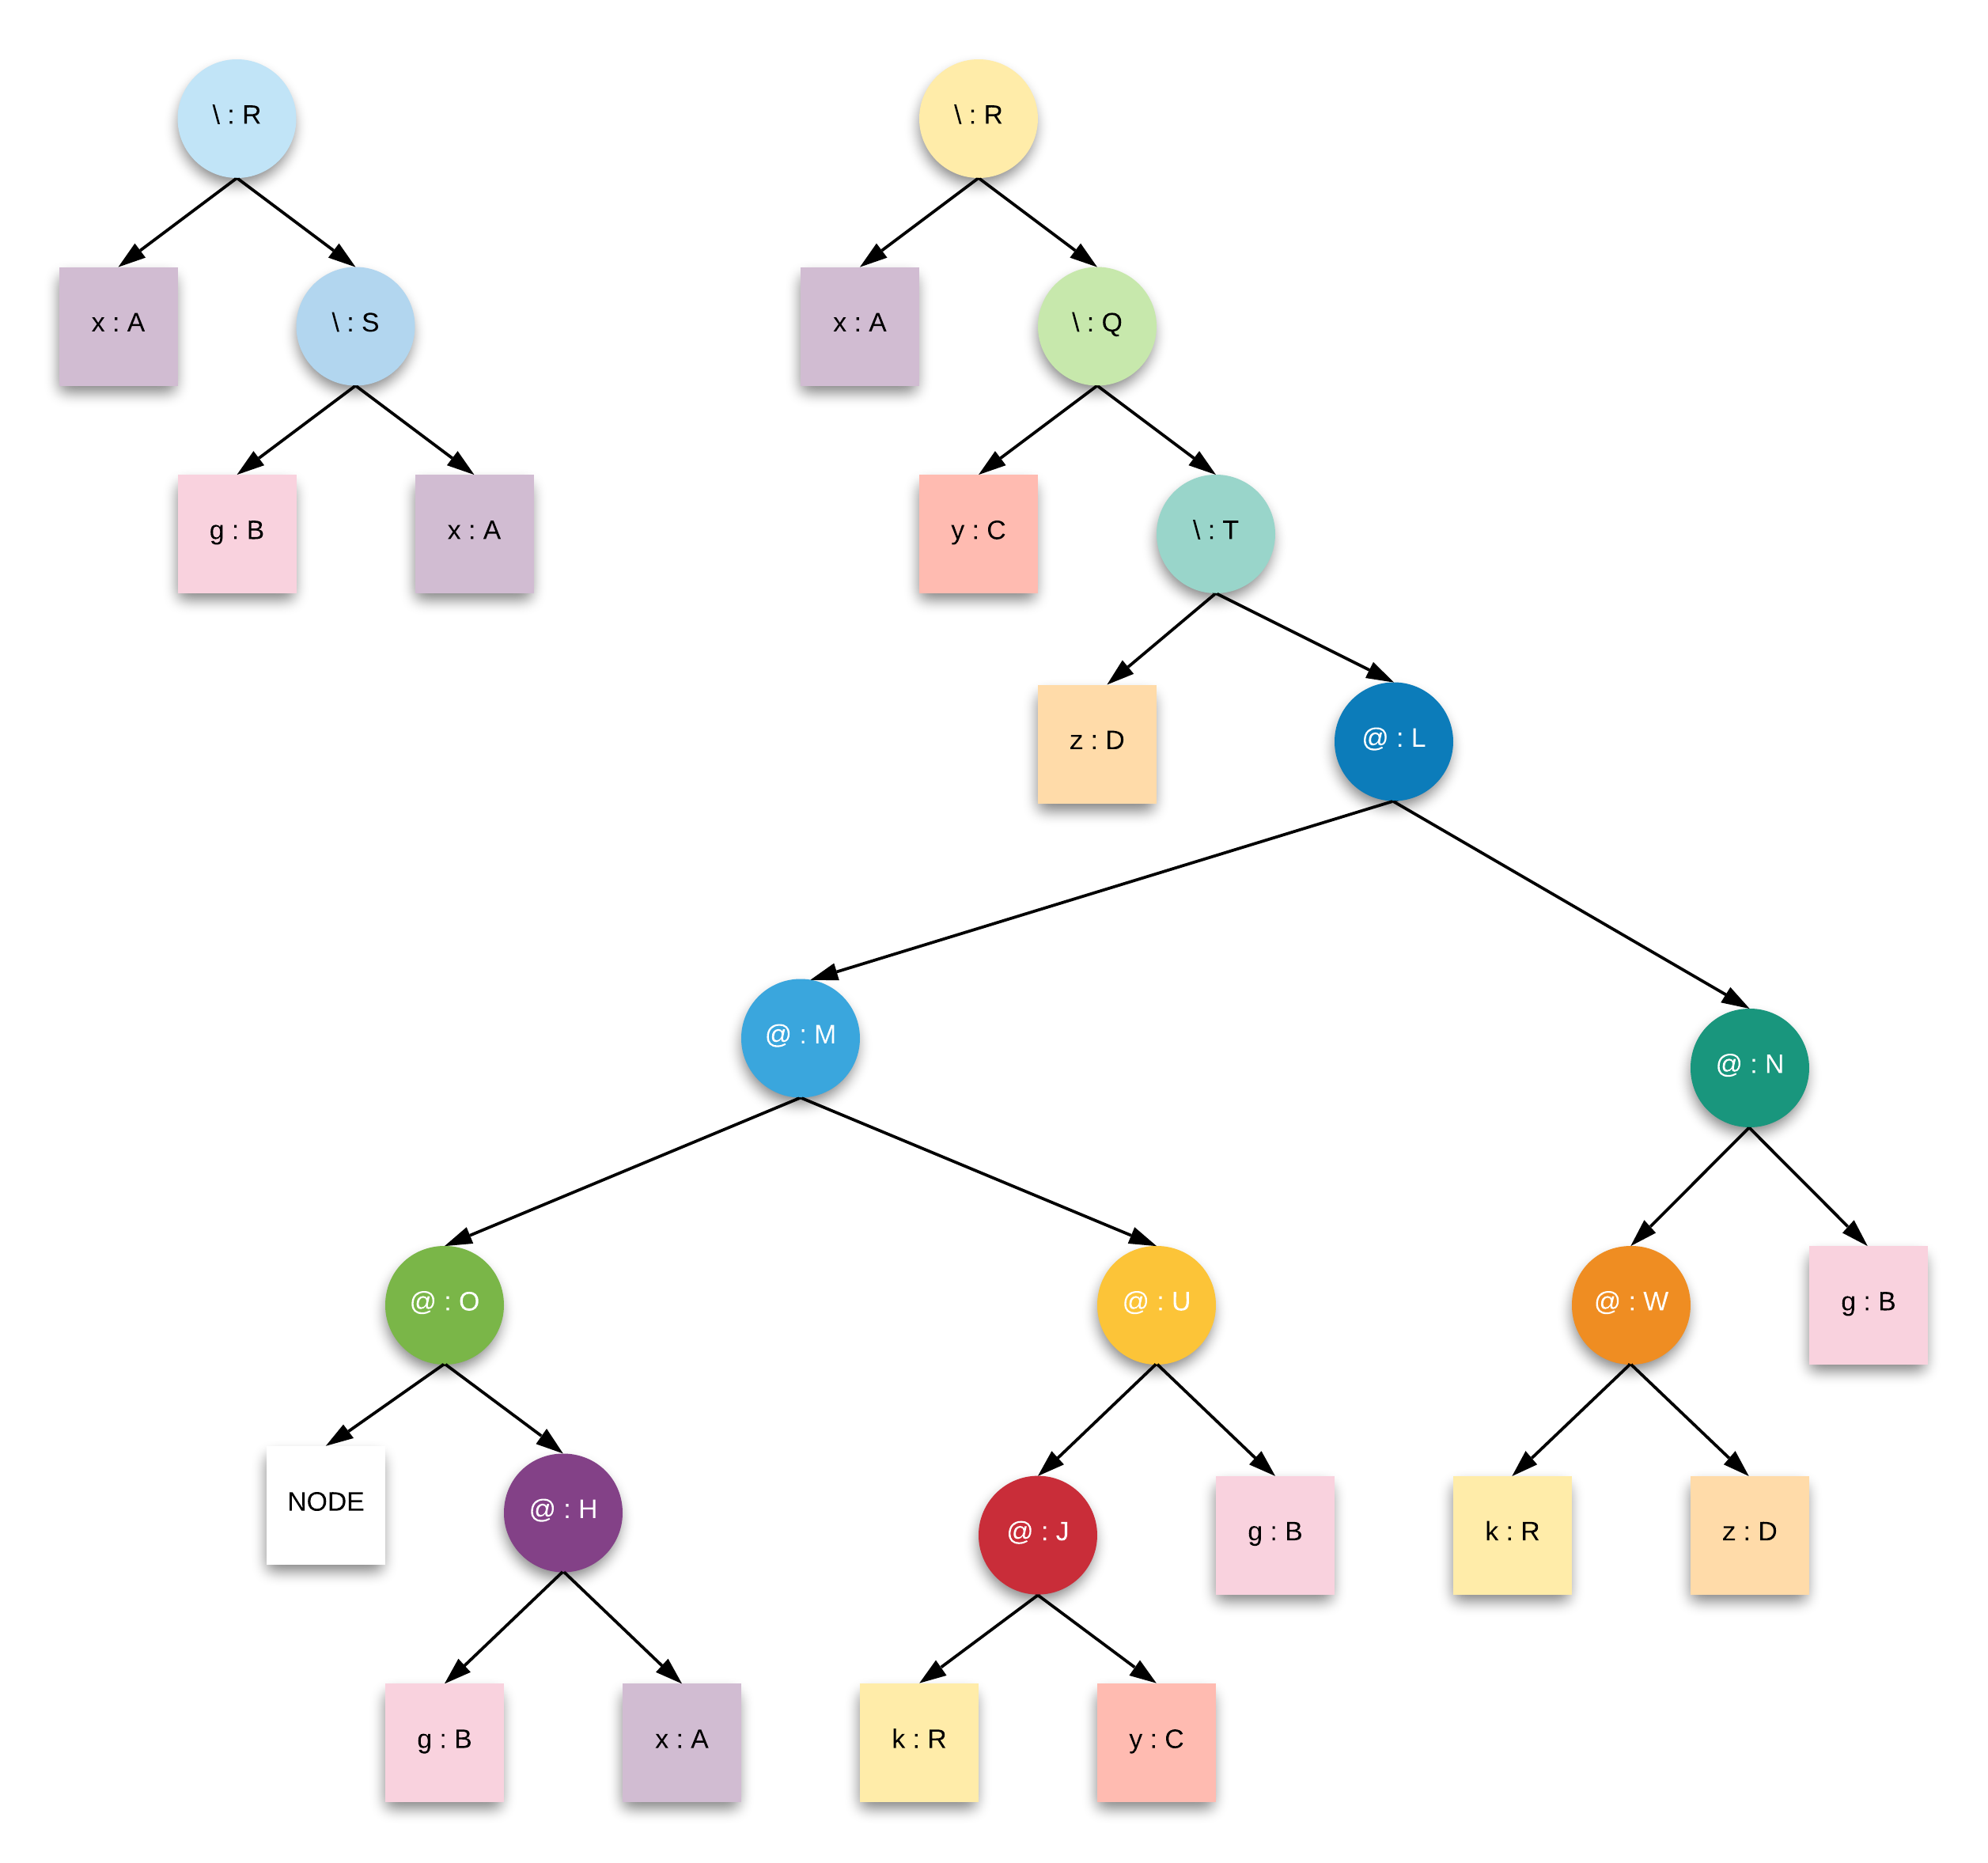 \ : R
\ : R
x : A
\ : S
x : A
\ : Q
g : B
x : A
y : C
\ : T
z : D
@ : L
@ : M
@ : N
@ : O
@ : U
@ : W
g : B
NODE
@ : H
@ : J
g : B
k : R
z : D
g : B
x : A
k : R
y : C